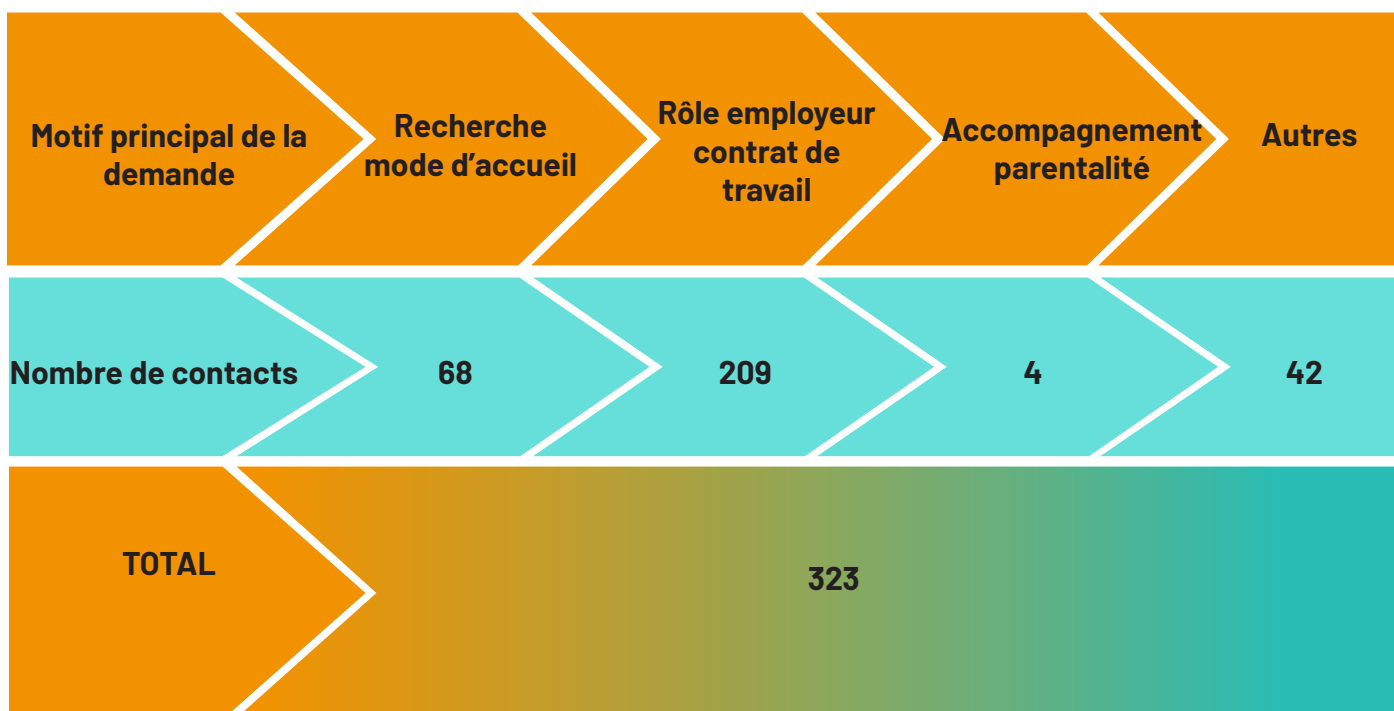 Motif principal de la
demande
Recherche
mode d'accueil
Rôle employeur
contrat de
travail
Accompagnement
parentalité
Autres
Nombre de contacts
68
209
4
42
TOTAL
323